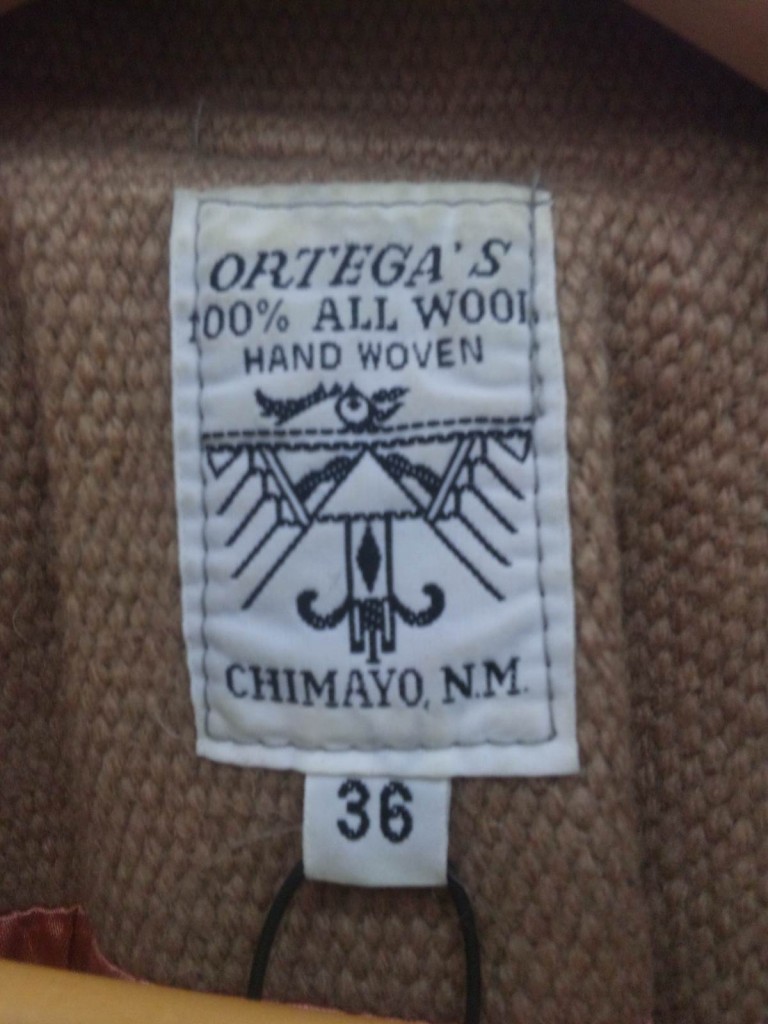 ORTEGA'S
100% ALL WOOL
HAND WOVEN
CHIMAYO, N.M.
36